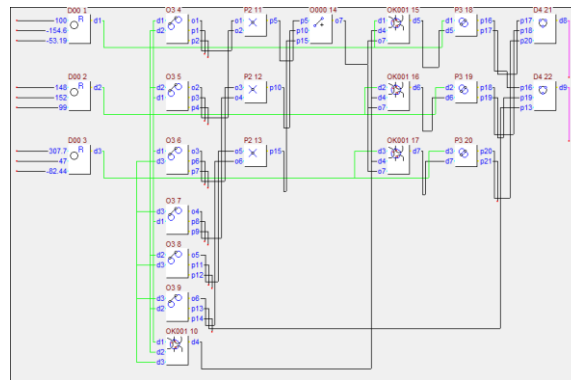 D00 1 O3 4 P2 11 O000 14 OK001 15 P3 18 D4 21
100 R d1 d1 o1 o1 p5 p5 o7 d1 d5 d1 p16 p17 d8
-154.6 d2 p1 o2 p10 d4 d5 p17 p18
-53.19 p2 p15 o7 p20
D00 2 O3 5 P2 12 OK001 16 P3 19 D4 22
148 R d2 d2 o2 o3 p10 d2 d6 d2 p18 p16 d9
152 d1 p3 o4 d4 d6 p19 p19
99 p4 o7 p13
D00 3 O3 6 P2 13 OK001 17 P3 20
307.7 R d3 d1 o3 o5 p15 d3 d7 d3 p20
47 d3 p6 o6 d4 d7 p21
-82.44 p7 o7
O3 7
d3 o4
d1 p8
p9
O3 8
d2 o5
d3 p11
p12
O3 9
d3 o6
d2 p13
p14
OK001 10
d1 d4
d2
d3